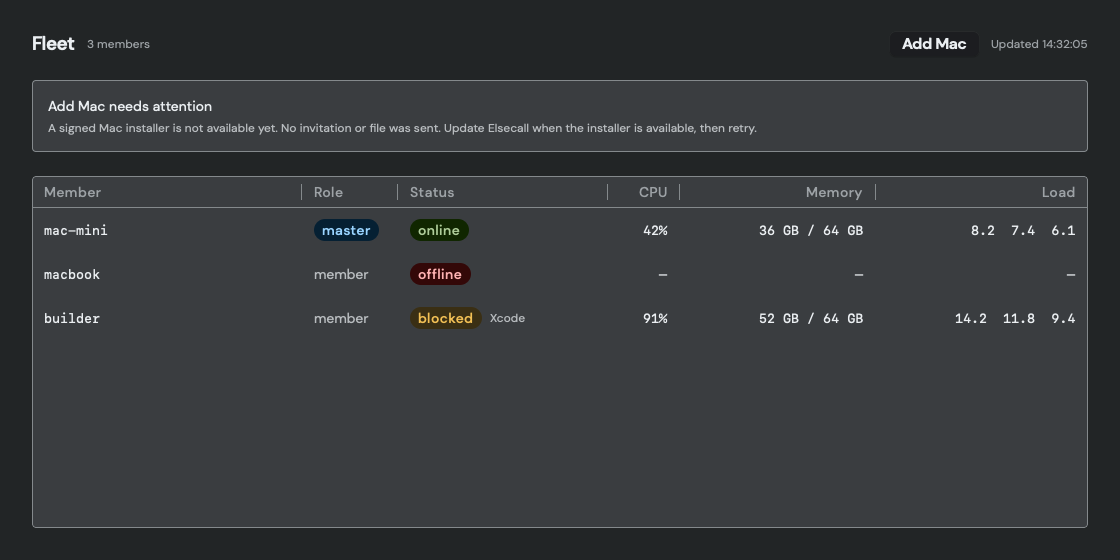 Fleet 3 members Add Mac Updated 14:32:05
Add Mac needs attention
A signed Mac installer is not available yet. No invitation or file was sent. Update Elsecall when the installer is available, then retry.
Member Role Status CPU Memory Load
mac-mini master online 42% 36 GB / 64 GB 8.2 7.4 6.1
macbook member offline — — —
builder member blocked Xcode 91% 52 GB / 64 GB 14.2 11.8 9.4